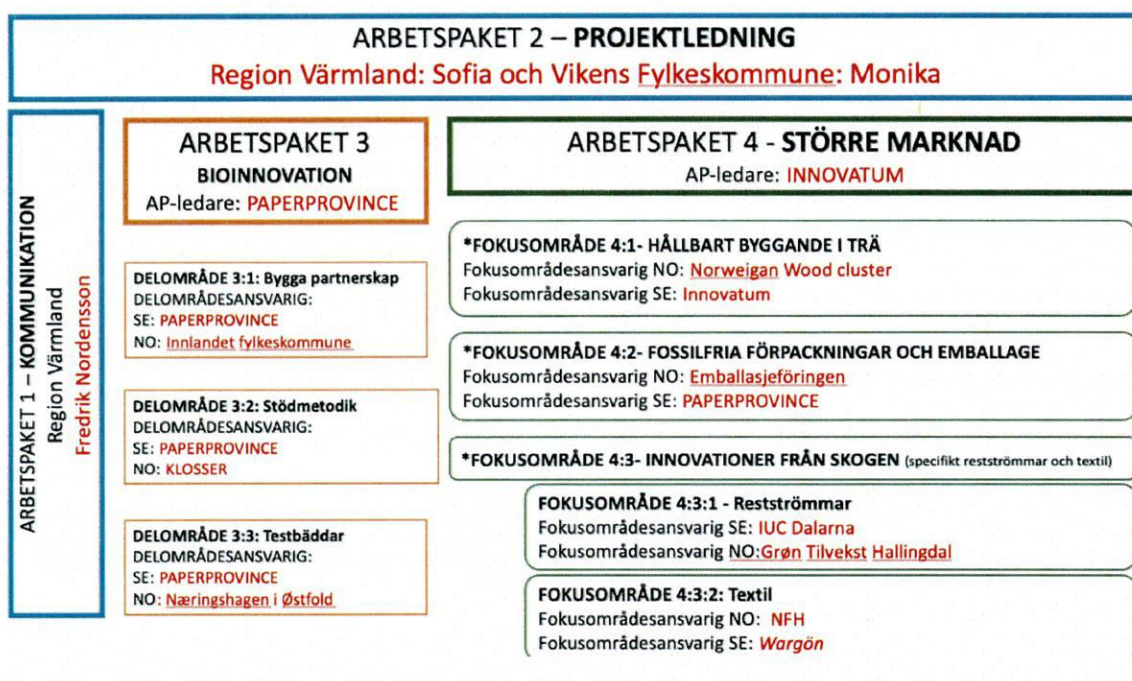 ARBETSPAKET 2 – PROJEKTLEDNING
Region Värmland: Sofia och Vikens Fylkeskommune: Monika
ARBETSPAKET 1 – KOMMUNIKATION
Region Värmland
Fredrik Nordensson
ARBETSPAKET 3
BIOINNOVATION
AP-ledare: PAPERPROVINCE
DELOMRÅDE 3:1: Bygga partnerskap
DELOMRÅDESANSVARIG:
SE: PAPERPROVINCE
NO: Innlandet fylkeskommune
DELOMRÅDE 3:2: Stödmetodik
DELOMRÅDESANSVARIG:
SE: PAPERPROVINCE
NO: KLOSSER
DELOMRÅDE 3:3: Testbäddar
DELOMRÅDESANSVARIG:
SE: PAPERPROVINCE
NO: Næringshagen i Østfold
ARBETSPAKET 4 - STÖRRE MARKNAD
AP-ledare: INNOVATUM
*FOKUSOMRÅDE 4:1- HÅLLBART BYGGANDE I TRÄ
Fokusområdesansvarig NO: Norweigan Wood cluster
Fokusområdesansvarig SE: Innovatum
*FOKUSOMRÅDE 4:2- FOSSILFRIA FÖRPACKNINGAR OCH EMBALLAGE
Fokusområdesansvarig NO: Emballasjeföringen
Fokusområdesansvarig SE: PAPERPROVINCE
*FOKUSOMRÅDE 4:3- INNOVATIONER FRÅN SKOGEN (specifikt restströmmar och textil)
FOKUSOMRÅDE 4:3:1 - Restströmmar
Fokusområdesansvarig SE: IUC Dalarna
Fokusområdesansvarig NO:Grøn Tilvekst Hallingdal
FOKUSOMRÅDE 4:3:2: Textil
Fokusområdesansvarig NO: NFH
Fokusområdesansvarig SE: Wargön